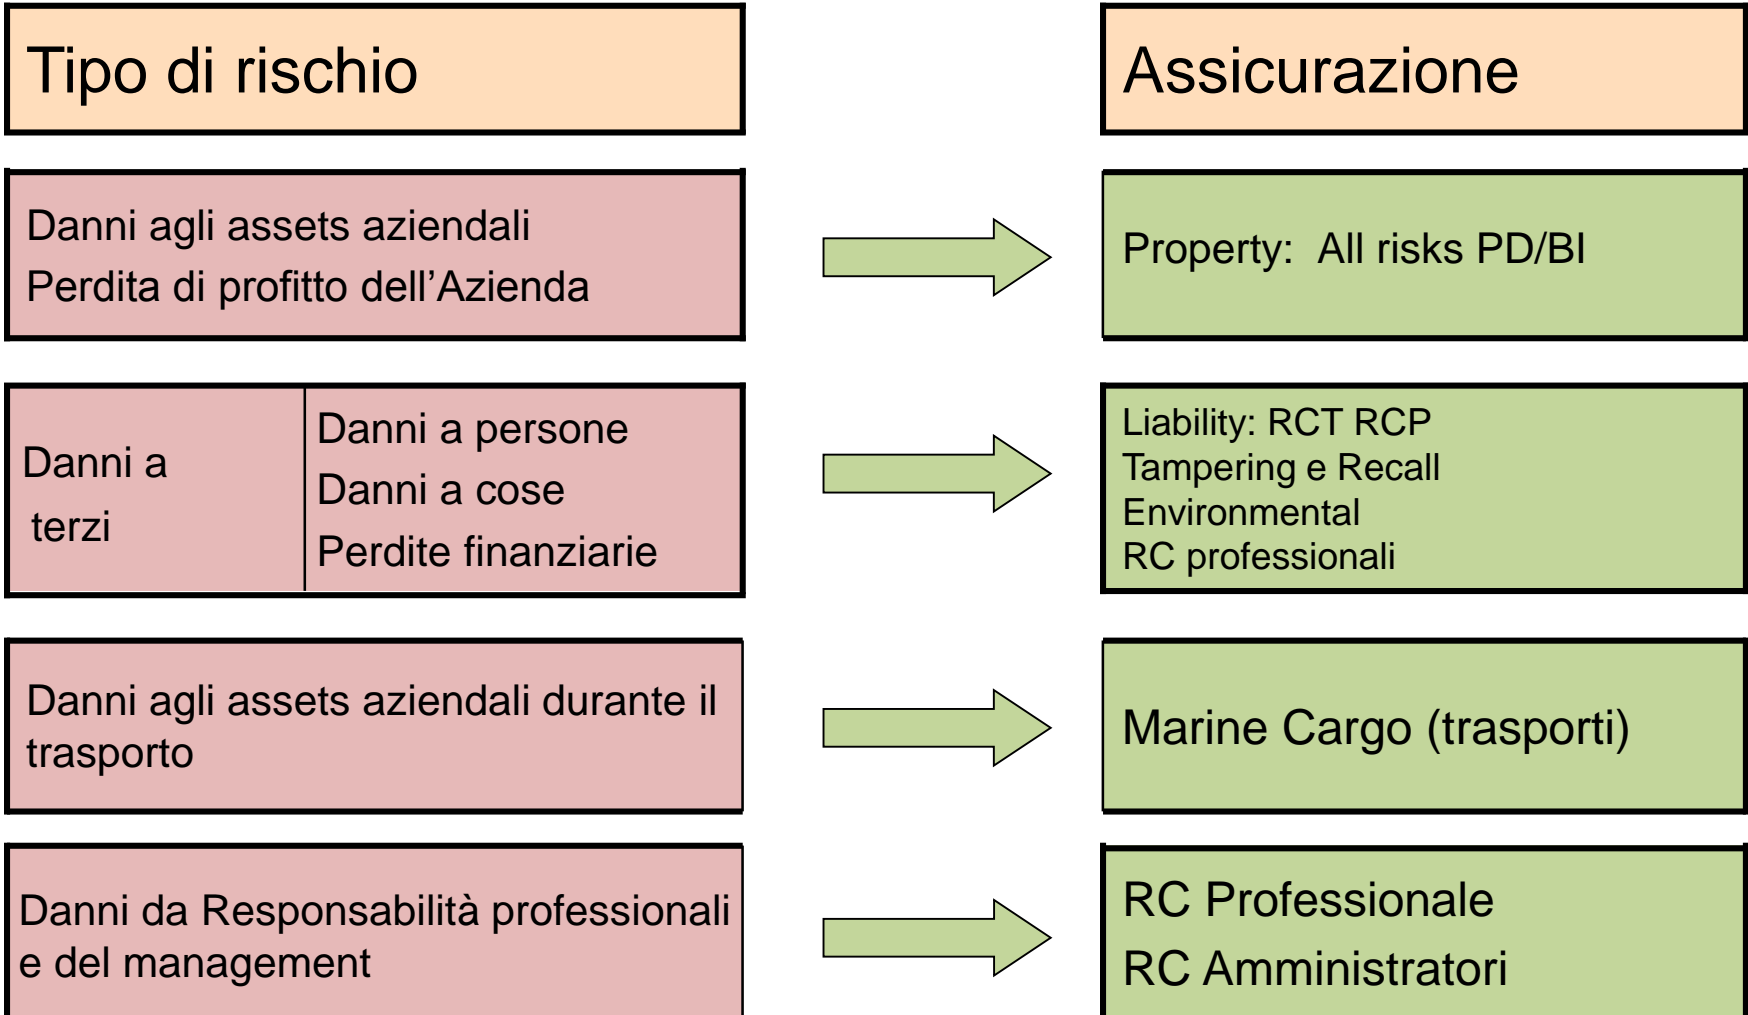 Tipo di rischio
Assicurazione
Danni agli assets aziendali
Perdita di profitto dell’Azienda
Property:  All risks PD/BI
Danni a
terzi
Danni a persone
Danni a cose
Perdite finanziarie
Liability: RCT RCP
Tampering e Recall
Environmental
RC professionali
Danni agli assets aziendali durante il
trasporto
Marine Cargo (trasporti)
Danni da Responsabilità professionali
e del management
RC Professionale
RC Amministratori